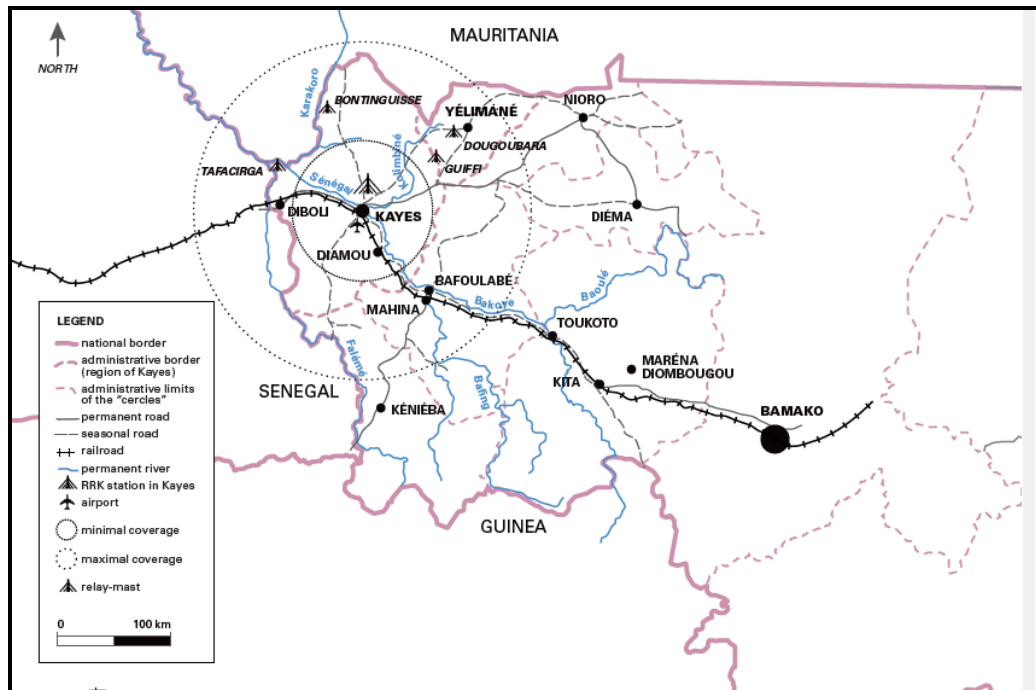 MAURITANIA
NORTH
Karakoro
BONTINGUISSE
NIORO
YÉLIMÁNÉ
DOUGOUBARA
Kolimbiné
GUIFFI
TAFACIRGA
Sénégal
DIBOLI
KAYES
DIÉMA
DIAMOU
BAFOULABÉ
Bakoye
Baoulé
MAHINA
TOUKOTO
MARÉNA
DIOMBOUGOU
KITA
Falémé
SENEGAL
Bafing
KÉNIÉBA
BAMAKO
GUINEA
LEGEND
national border
administrative border
(region of Kayes)
administrative limits
of the "cercles"
permanent road
seasonal road
railroad
permanent river
RRK station in Kayes
airport
minimal coverage
maximal coverage
relay-mast
0 100 km